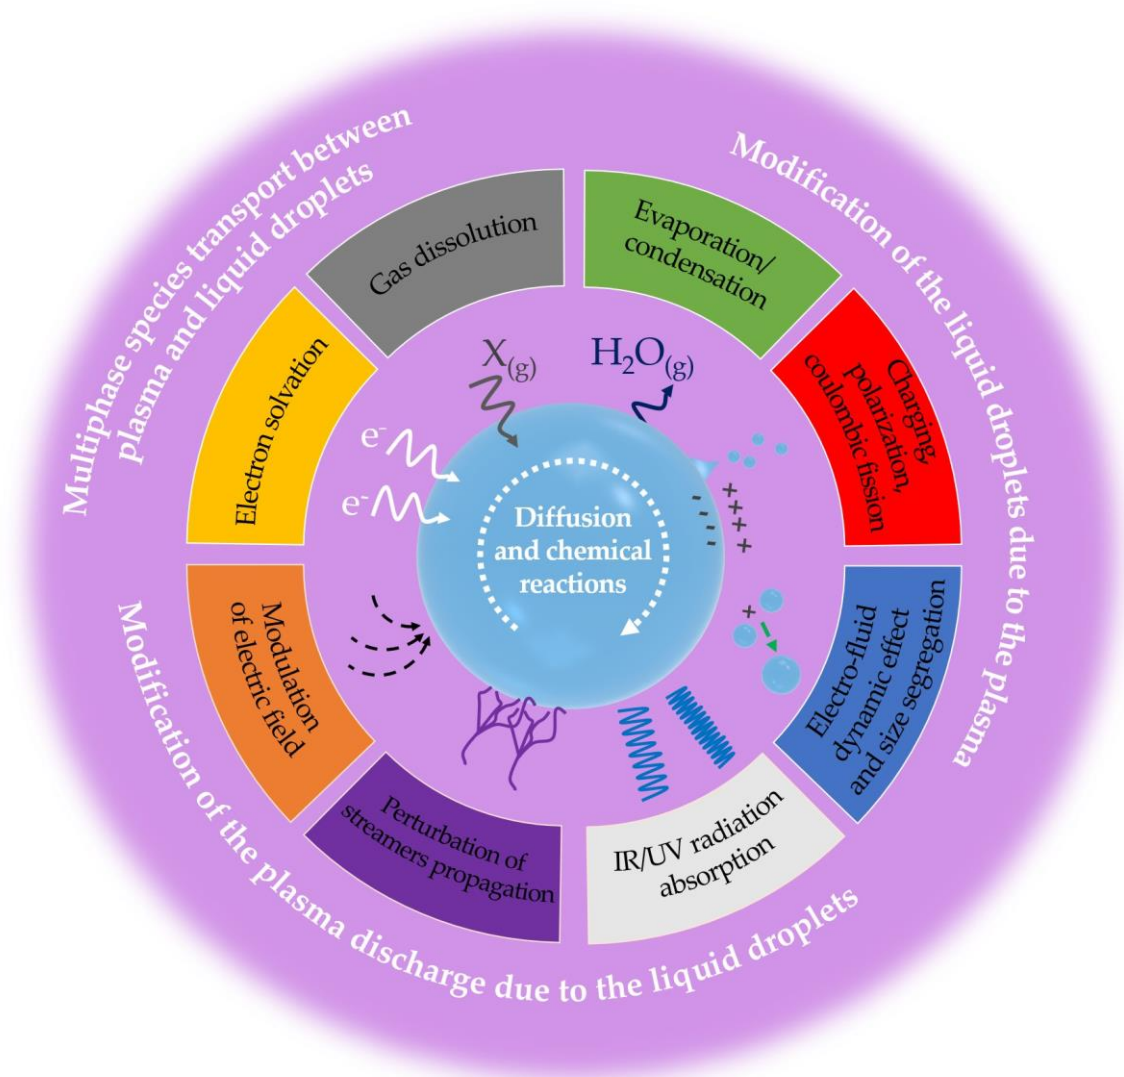 Multiphase species transport between
plasma and liquid droplets
Modification of the liquid droplets due to the plasma
Modification of the plasma discharge due to the liquid droplets
Gas dissolution
Evaporation/
condensation
Charging,
polarization,
coulombic fission
Electro-fluid
dynamic effect
and size segregation
IR/UV radiation
absorption
Perturbation of
streamers propagation
Modulation
of electric field
Electron solvation
X(g)
H₂O(g)
e⁻
e⁻
- - - -
+ + + +
+
Diffusion
and chemical
reactions